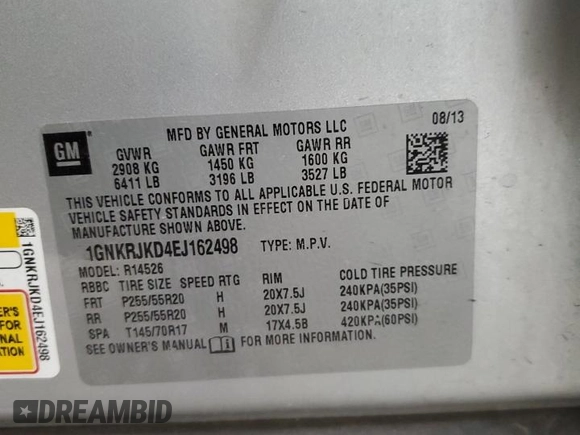 MFD BY GENERAL MOTORS LLC
08/13
GM
GVWR GAWR FRT GAWR RR
2908 KG 1450 KG 1600 KG
6411 LB 3196 LB 3527 LB
THIS VEHICLE CONFORMS TO ALL APPLICABLE U.S. FEDERAL MOTOR
VEHICLE SAFETY STANDARDS IN EFFECT ON THE DATE OF
MANUFACTURE SHOWN ABOVE.
1GNKRJKD4EJ162498 TYPE: M.P.V.
MODEL: R14526
RBBC TIRE SIZE SPEED RTG RIM COLD TIRE PRESSURE
FRT P255/55R20 H 20X7.5J 240KPA(35PSI)
RR P255/55R20 H 20X7.5J 240KPA(35PSI)
SPA T145/70R17 M 17X4.5B 420KPA(60PSI)
SEE OWNER'S MANUAL FOR MORE INFORMATION
1GNKRJKD4EJ162498
ER'S
FOR
NAL
ATION
DREAMBID